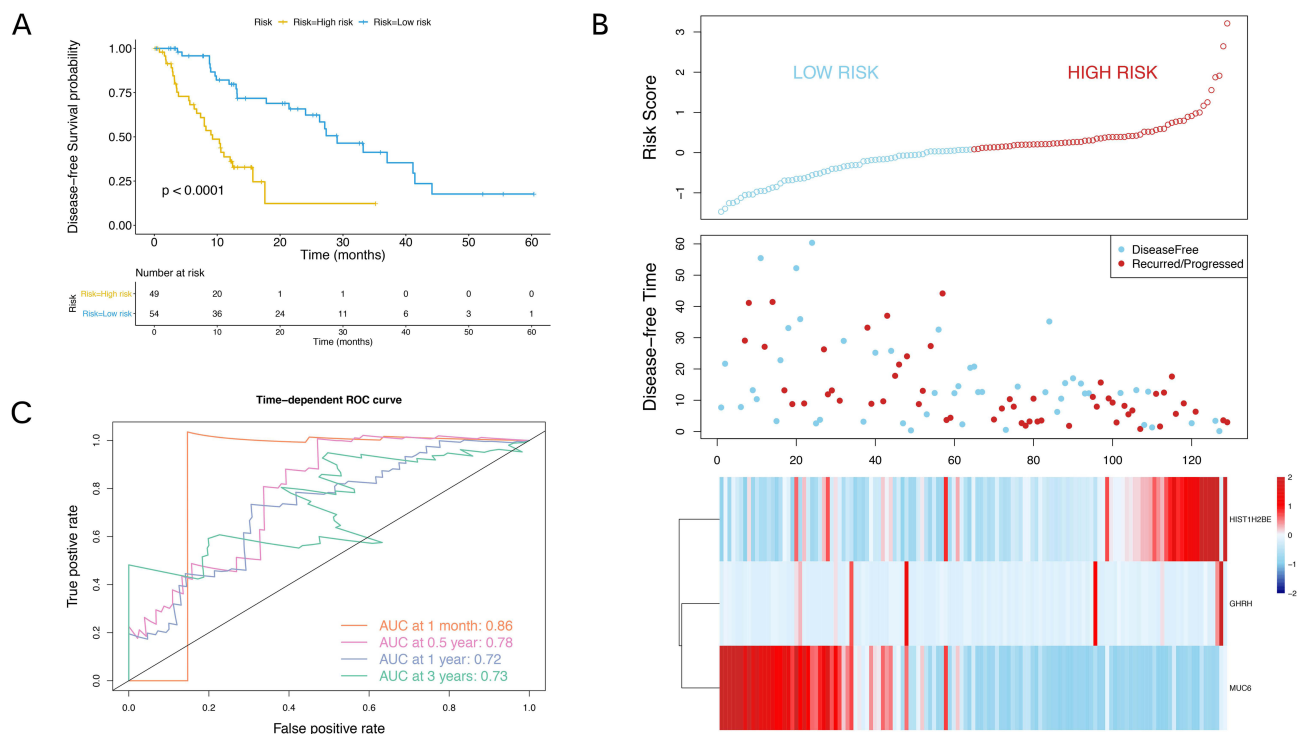 A
Risk Risk=High risk Risk=Low risk
Disease−free Survival probability
1.00
0.75
0.50
0.25
0.00
p < 0.0001
0 10 20 30 40 50 60
Time (months)
Number at risk
Risk
Risk=High risk 49 20 1 1 0 0 0
Risk=Low risk 54 36 24 11 6 3 1
0 10 20 30 40 50 60
Time (months)
B
Risk Score
3
2
1
0
−1
LOW RISK HIGH RISK
Disease−free Time
60
50
40
30
20
10
0
DiseaseFree
Recurred/Progressed
0 20 40 60 80 100 120
HIST1H2BE
GHRH
MUC6
2
1
0
−1
−2
C
Time−dependent ROC curve
True positive rate
1.0
0.8
0.6
0.4
0.2
0.0
AUC at 1 month: 0.86
AUC at 0.5 year: 0.78
AUC at 1 year: 0.72
AUC at 3 years: 0.73
0.0 0.2 0.4 0.6 0.8 1.0
False positive rate